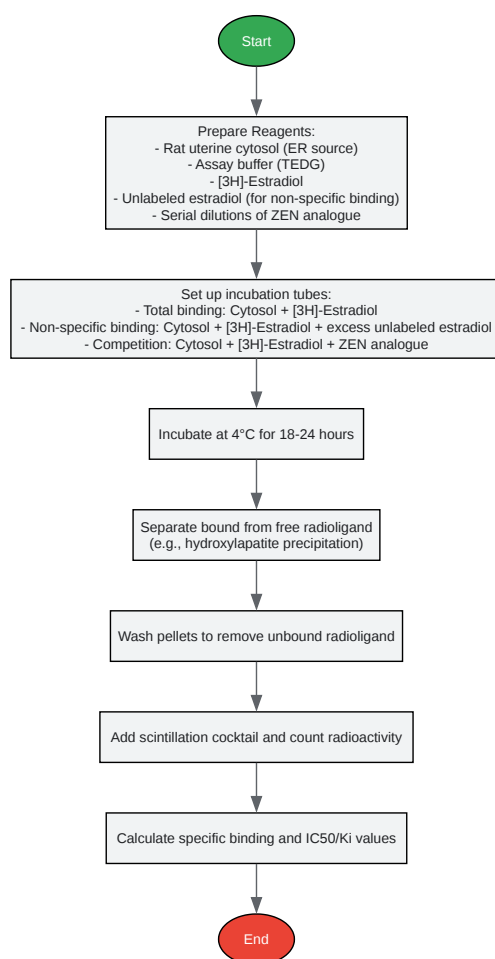 Start
Prepare Reagents:
- Rat uterine cytosol (ER source)
- Assay buffer (TEDG)
- [3H]-Estradiol
- Unlabeled estradiol (for non-specific binding)
- Serial dilutions of ZEN analogue
Set up incubation tubes:
- Total binding: Cytosol + [3H]-Estradiol
- Non-specific binding: Cytosol + [3H]-Estradiol + excess unlabeled estradiol
- Competition: Cytosol + [3H]-Estradiol + ZEN analogue
Incubate at 4°C for 18-24 hours
Separate bound from free radioligand
(e.g., hydroxylapatite precipitation)
Wash pellets to remove unbound radioligand
Add scintillation cocktail and count radioactivity
Calculate specific binding and IC50/Ki values
End